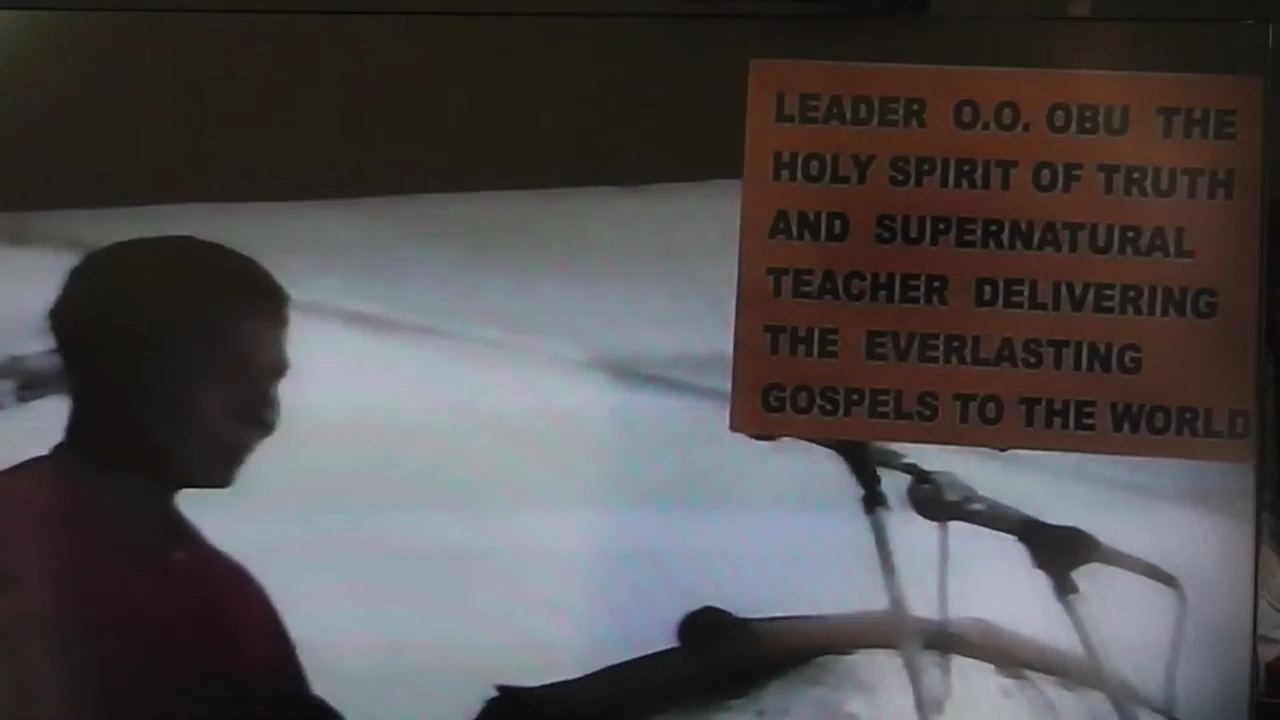 LEADER O.O. OBU THE
HOLY SPIRIT OF TRUTH
AND SUPERNATURAL
TEACHER DELIVERING
THE EVERLASTING
GOSPELS TO THE WORLD